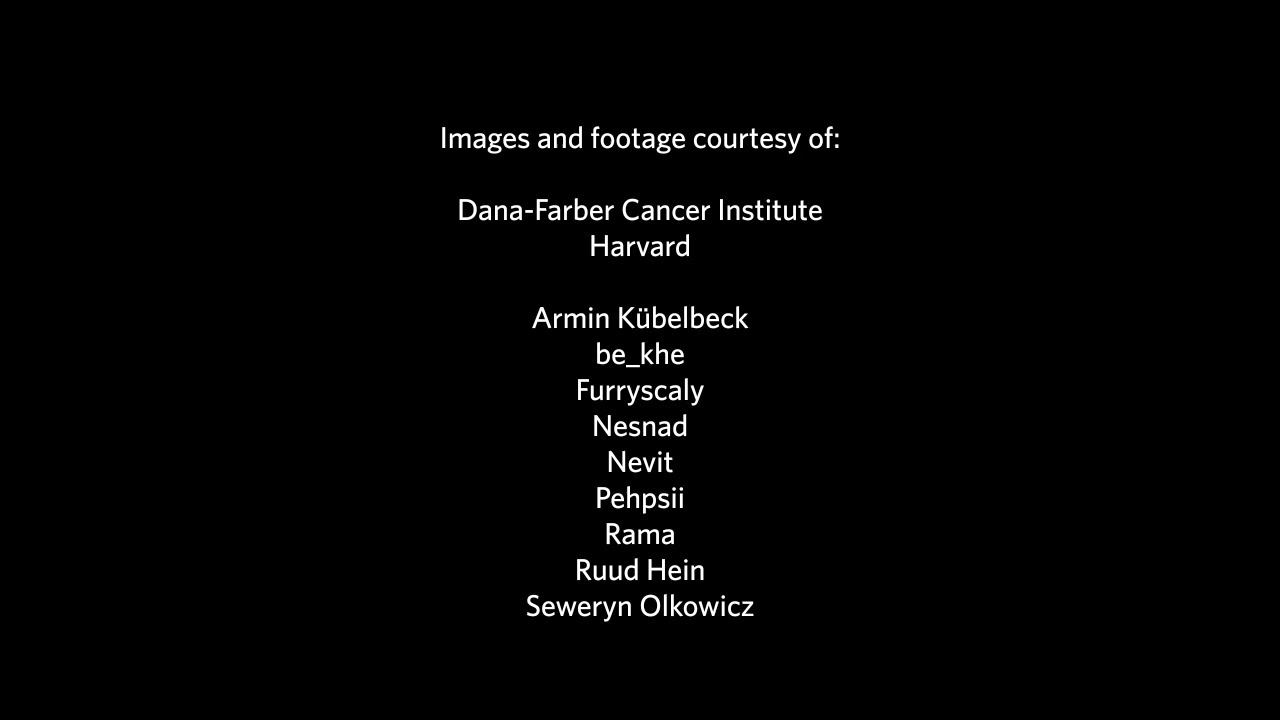 Images and footage courtesy of:
Dana-Farber Cancer Institute
Harvard
Armin Kübelbeck
be_khe
Furryscaly
Nesnad
Nevit
Pehpsii
Rama
Ruud Hein
Seweryn Olkowicz